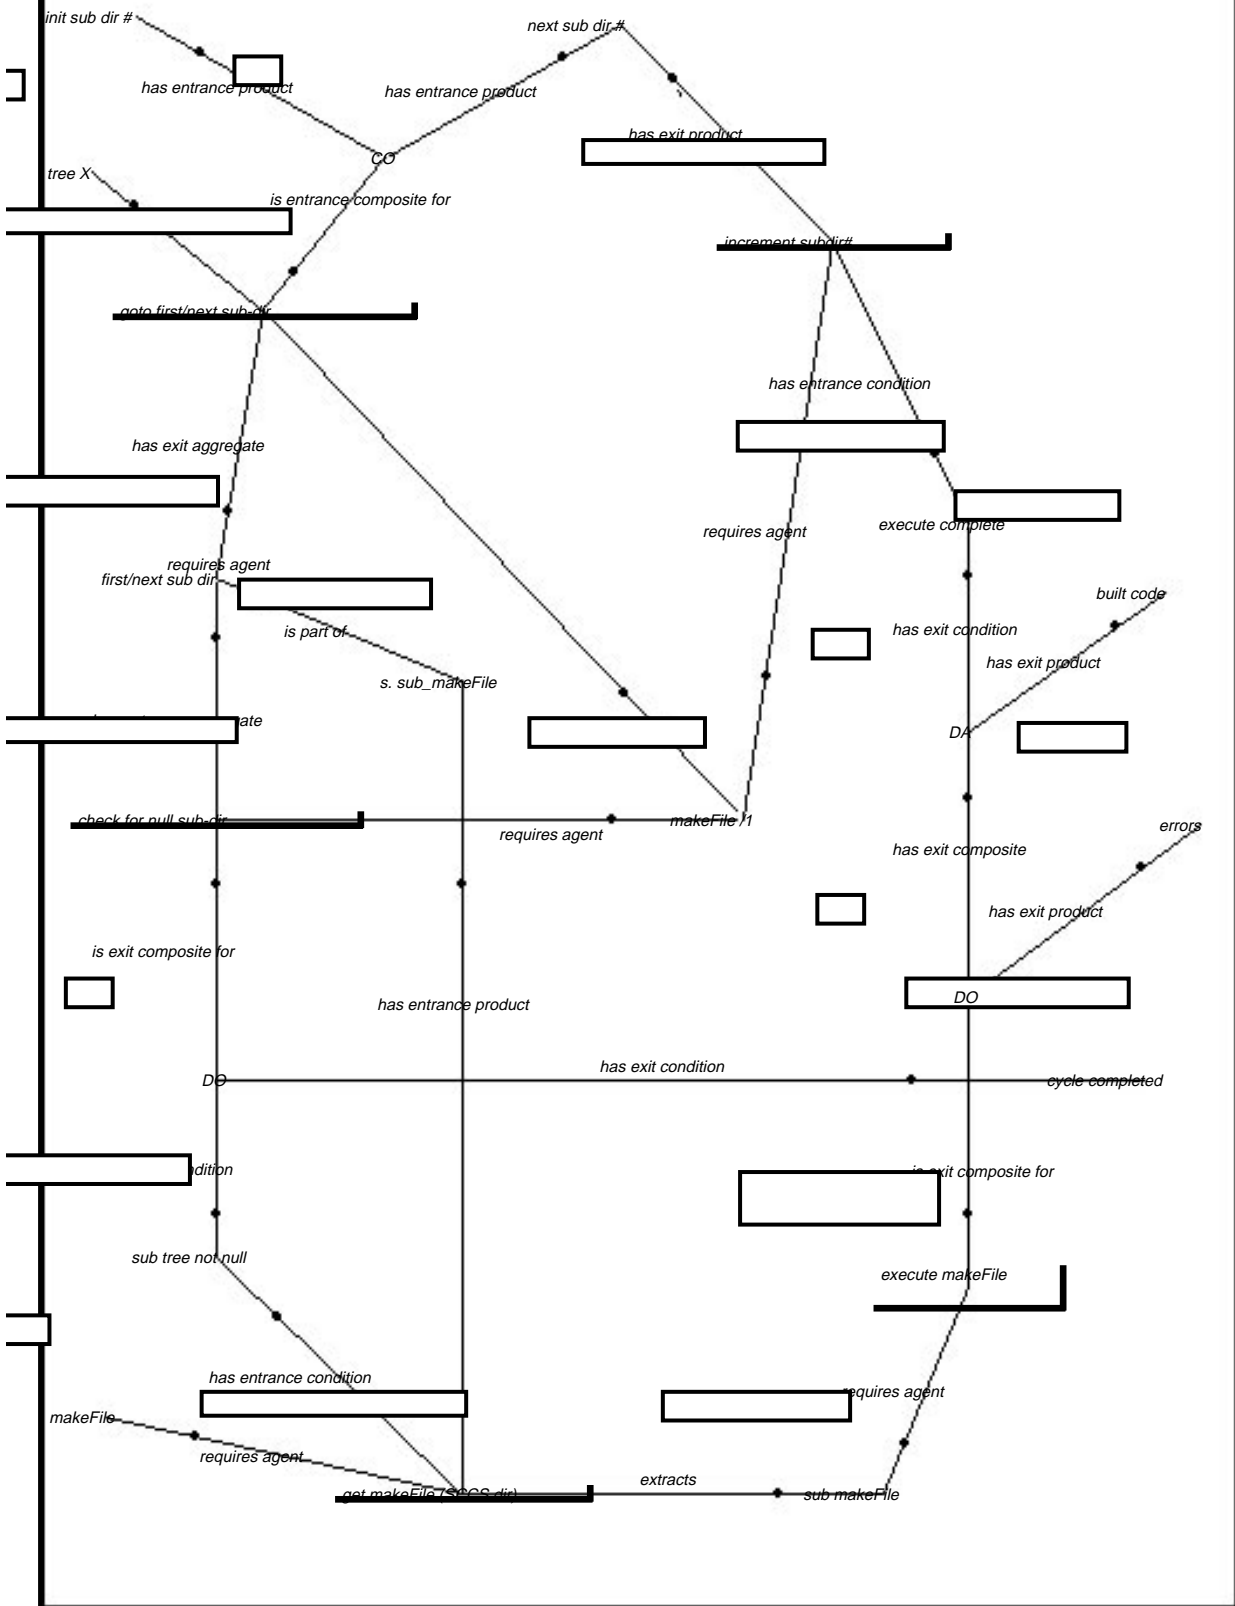 init sub dir #
next sub dir #
has entrance product
has entrance product
has exit product
CO
tree X
is entrance composite for
increment subdir#
goto first/next sub-dir
has entrance condition
has exit aggregate
execute complete
requires agent
requires agent
first/next sub dir
built code
is part of
has exit condition
has exit product
s. sub_makeFile
ate
DA
check for null sub-dir
makeFile /1
requires agent
errors
has exit composite
has exit product
is exit composite for
has entrance product
DO
has exit condition
DO
cycle completed
ndition
is exit composite for
sub tree not null
execute makeFile
has entrance condition
requires agent
makeFile
requires agent
extracts
get makeFile (SCCS dir)
sub makeFile